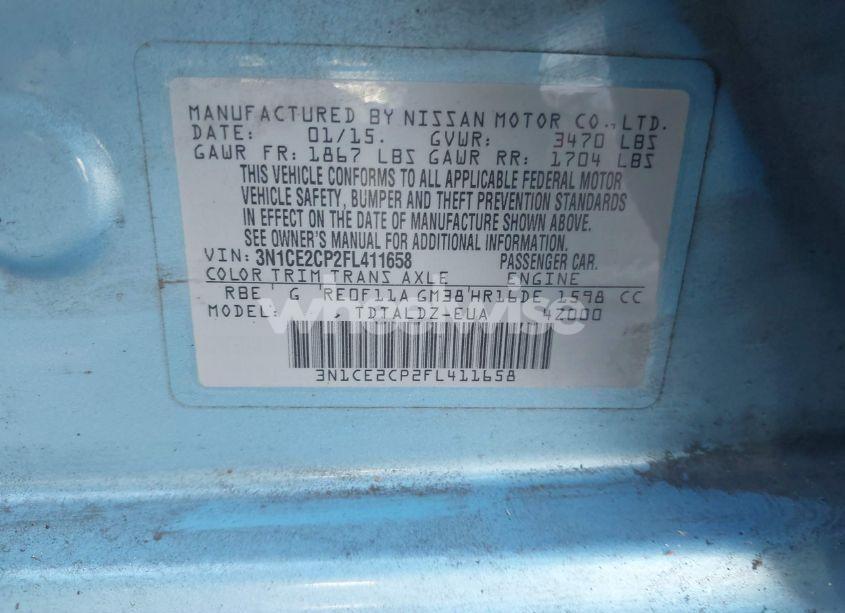 MANUFACTURED BY NISSAN MOTOR CO., LTD.
DATE: 01/15. GVWR: 3470 LBS
GAWR FR: 1867 LBS GAWR RR: 1704 LBS
THIS VEHICLE CONFORMS TO ALL APPLICABLE FEDERAL MOTOR
VEHICLE SAFETY, BUMPER AND THEFT PREVENTION STANDARDS
IN EFFECT ON THE DATE OF MANUFACTURE SHOWN ABOVE.
SEE OWNER'S MANUAL FOR ADDITIONAL INFORMATION.
VIN: 3N1CE2CP2FL411658 PASSENGER CAR.
COLOR TRIM TRANS AXLE ENGINE
RBE G RE0F11A GM38 HR16DE 1598 CC
MODEL: , TDTALDZ-EUA 4Z000
wheelwise
3N1CE2CP2FL411658